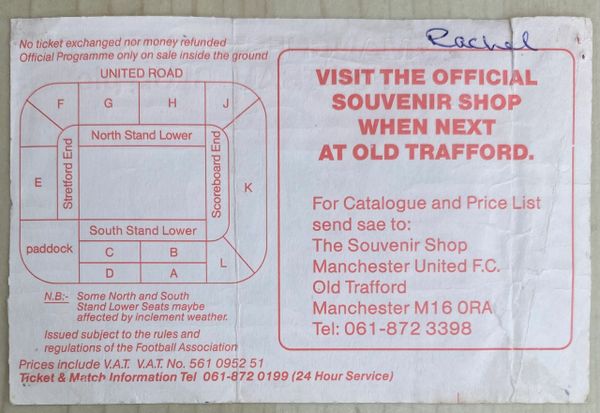 Rachel
No ticket exchanged nor money refunded
Official Programme only on sale inside the ground
UNITED ROAD
F G H J
North Stand Lower
Stretford End
Scoreboard End
E
K
South Stand Lower
paddock
C B
D A
L
N.B:- Some North and South
Stand Lower Seats maybe
affected by inclement weather.
Issued subject to the rules and
regulations of the Football Association
Prices include V.A.T. V.A.T. No. 561 0952 51
Ticket & Match Information Tel 061-872 0199 (24 Hour Service)
VISIT THE OFFICIAL
SOUVENIR SHOP
WHEN NEXT
AT OLD TRAFFORD.
For Catalogue and Price List
send sae to:
The Souvenir Shop
Manchester United F.C.
Old Trafford
Manchester M16 0RA
Tel: 061-872 3398